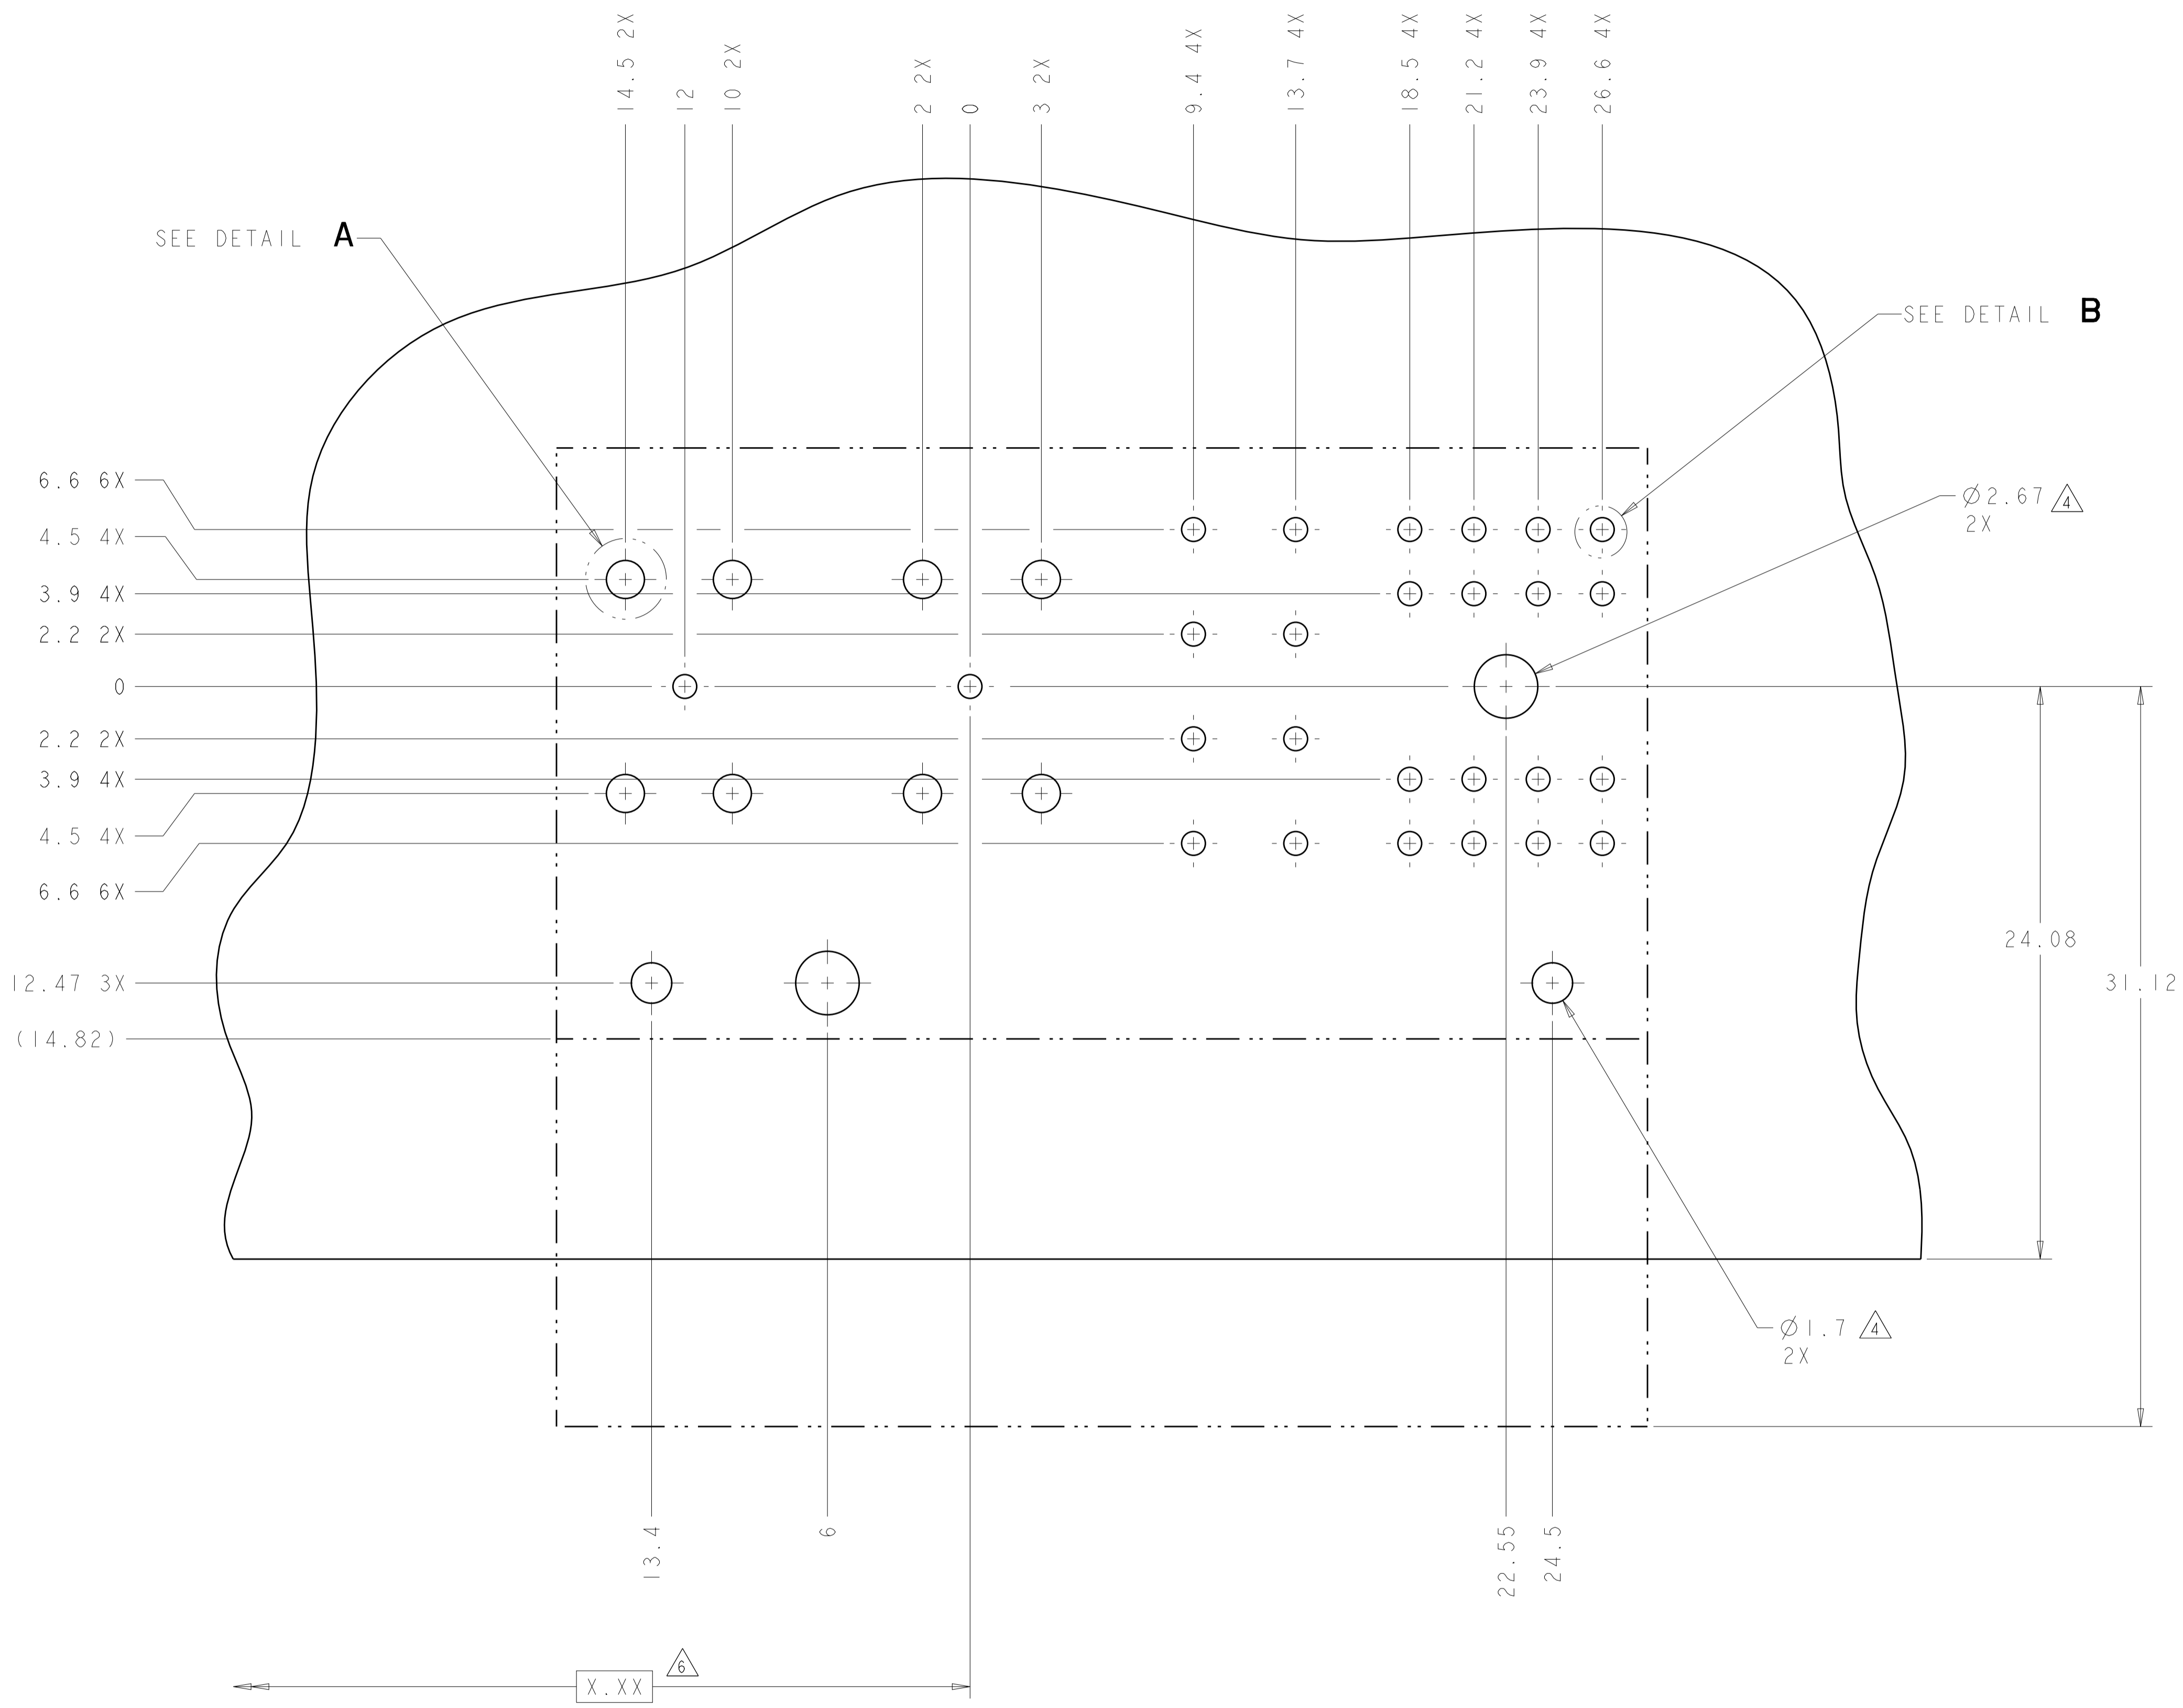 14.5 2X
12
10 2X
2 2X
0
3 2X
9.4 4X
13.7 4X
18.5 4X
21.2 4X
23.9 4X
26.6 4X
SEE DETAIL A
SEE DETAIL B
6.6 6X
4.5 4X
3.9 4X
2.2 2X
0
2.2 2X
3.9 4X
4.5 4X
6.6 6X
12.47 3X
(14.82)
Ø2.67 4
2X
24.08
31.12
Ø1.7 4
2X
13.4
6
22.55
24.5
X.XX 6